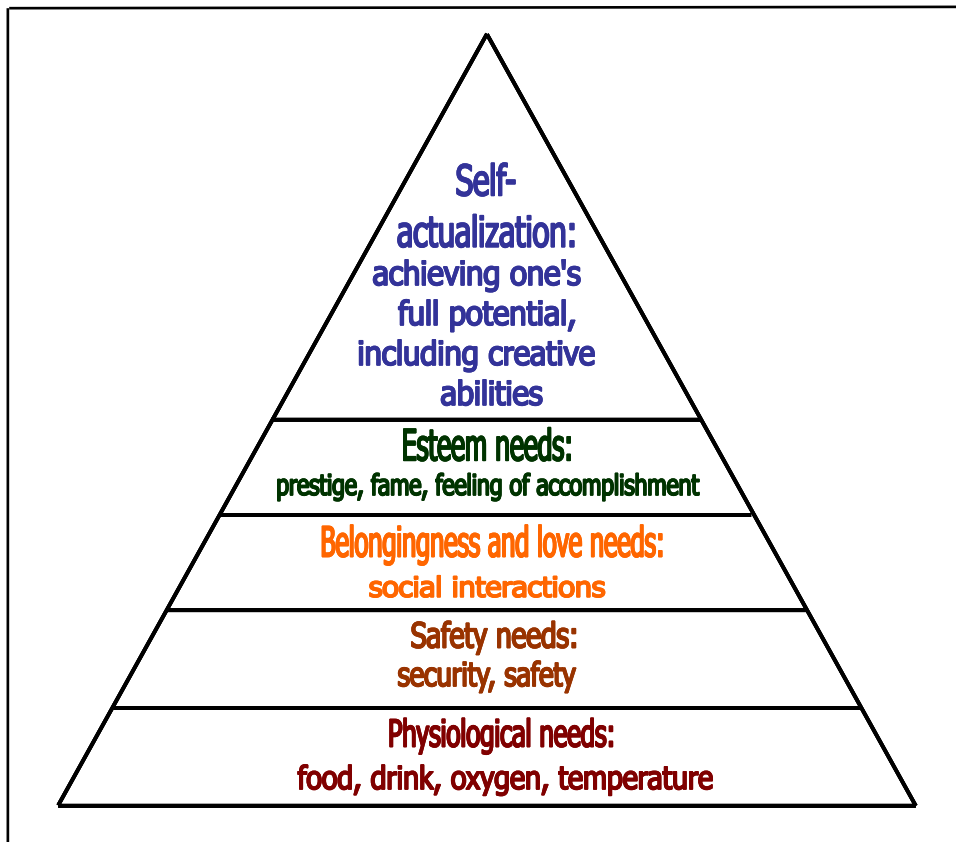 Self-
actualization:
achieving one's
full potential,
including creative
abilities
Esteem needs:
prestige, fame, feeling of accomplishment
Belongingness and love needs:
social interactions
Safety needs:
security, safety
Physiological needs:
food, drink, oxygen, temperature